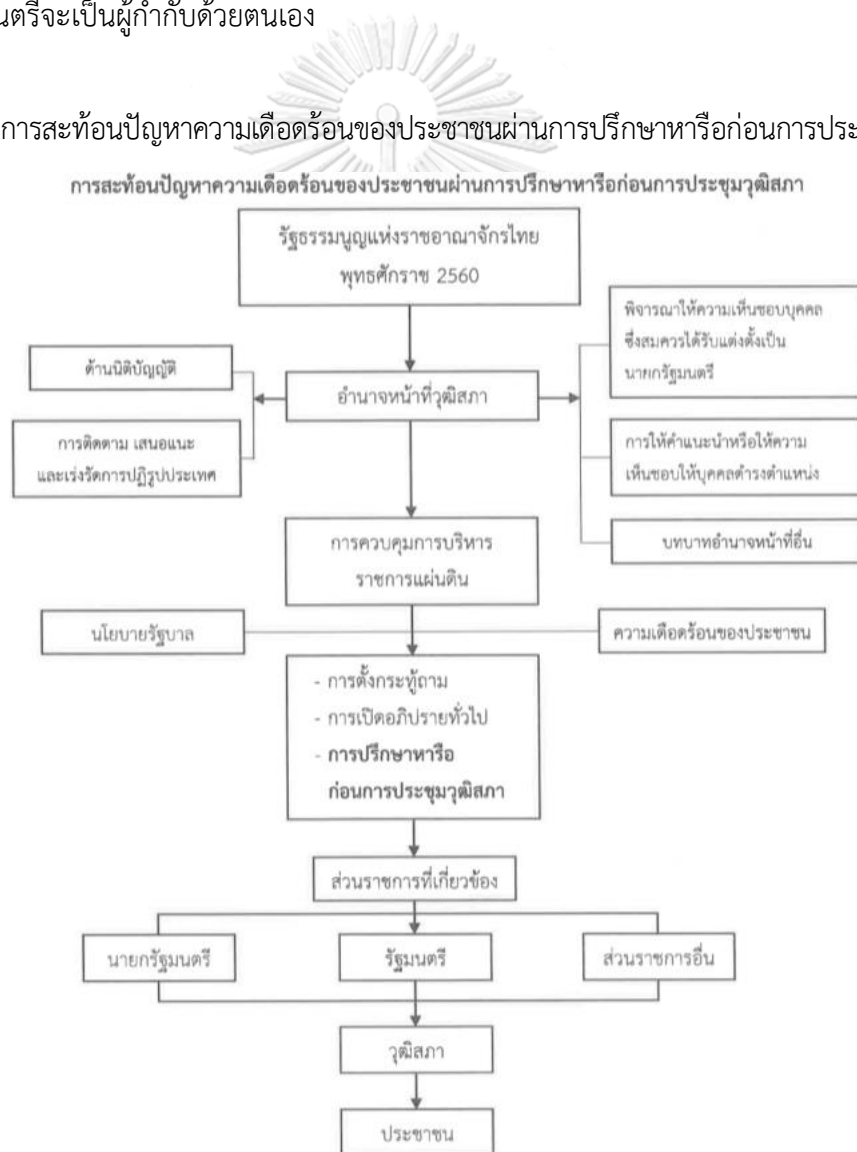 นตรีจะเป็นผู้กำกับด้วยตนเอง
การสะท้อนปัญหาความเดือดร้อนของประชาชนผ่านการปรึกษาหารือก่อนการประ
การสะท้อนปัญหาความเดือดร้อนของประชาชนผ่านการปรึกษาหารือก่อนการประชุมวุฒิสภา
รัฐธรรมนูญแห่งราชอาณาจักรไทย
พุทธศักราช 2560
ด้านนิติบัญญัติ
การติดตาม เสนอแนะ
และเร่งรัดการปฏิรูปประเทศ
อำนาจหน้าที่วุฒิสภา
พิจารณาให้ความเห็นชอบบุคคล
ซึ่งสมควรได้รับแต่งตั้งเป็น
นายกรัฐมนตรี
การให้คำแนะนำหรือให้ความ
เห็นชอบให้บุคคลดำรงตำแหน่ง
บทบาทอำนาจหน้าที่อื่น
การควบคุมการบริหาร
ราชการแผ่นดิน
นโยบายรัฐบาล
ความเดือดร้อนของประชาชน
- การตั้งกระทู้ถาม
- การเปิดอภิปรายทั่วไป
- การปรึกษาหารือ
ก่อนการประชุมวุฒิสภา
ส่วนราชการที่เกี่ยวข้อง
นายกรัฐมนตรี
รัฐมนตรี
ส่วนราชการอื่น
วุฒิสภา
ประชาชน